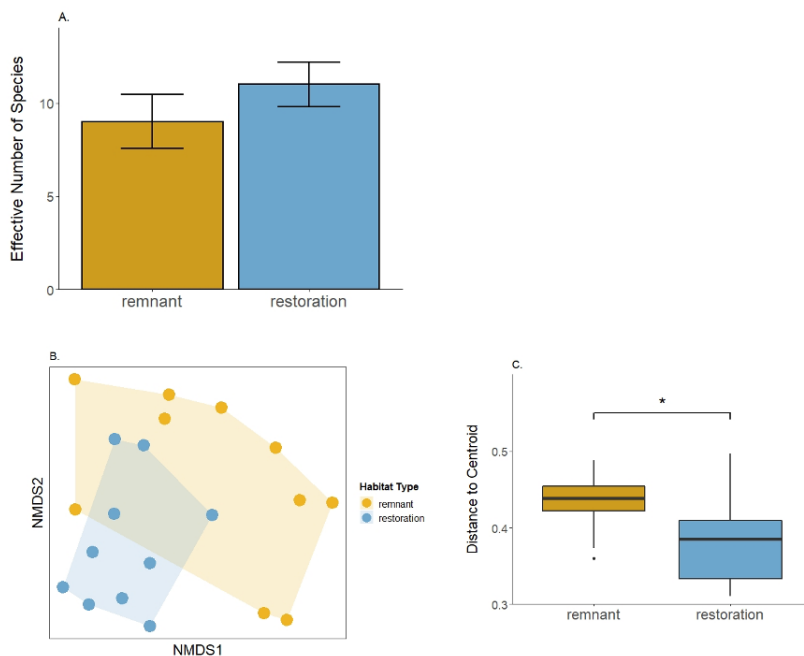 A.
Effective Number of Species
10
5
0
remnant
restoration
B.
NMDS2
NMDS1
Habitat Type
remnant
restoration
C.
Distance to Centroid
*
0.5
0.4
0.3
remnant
restoration